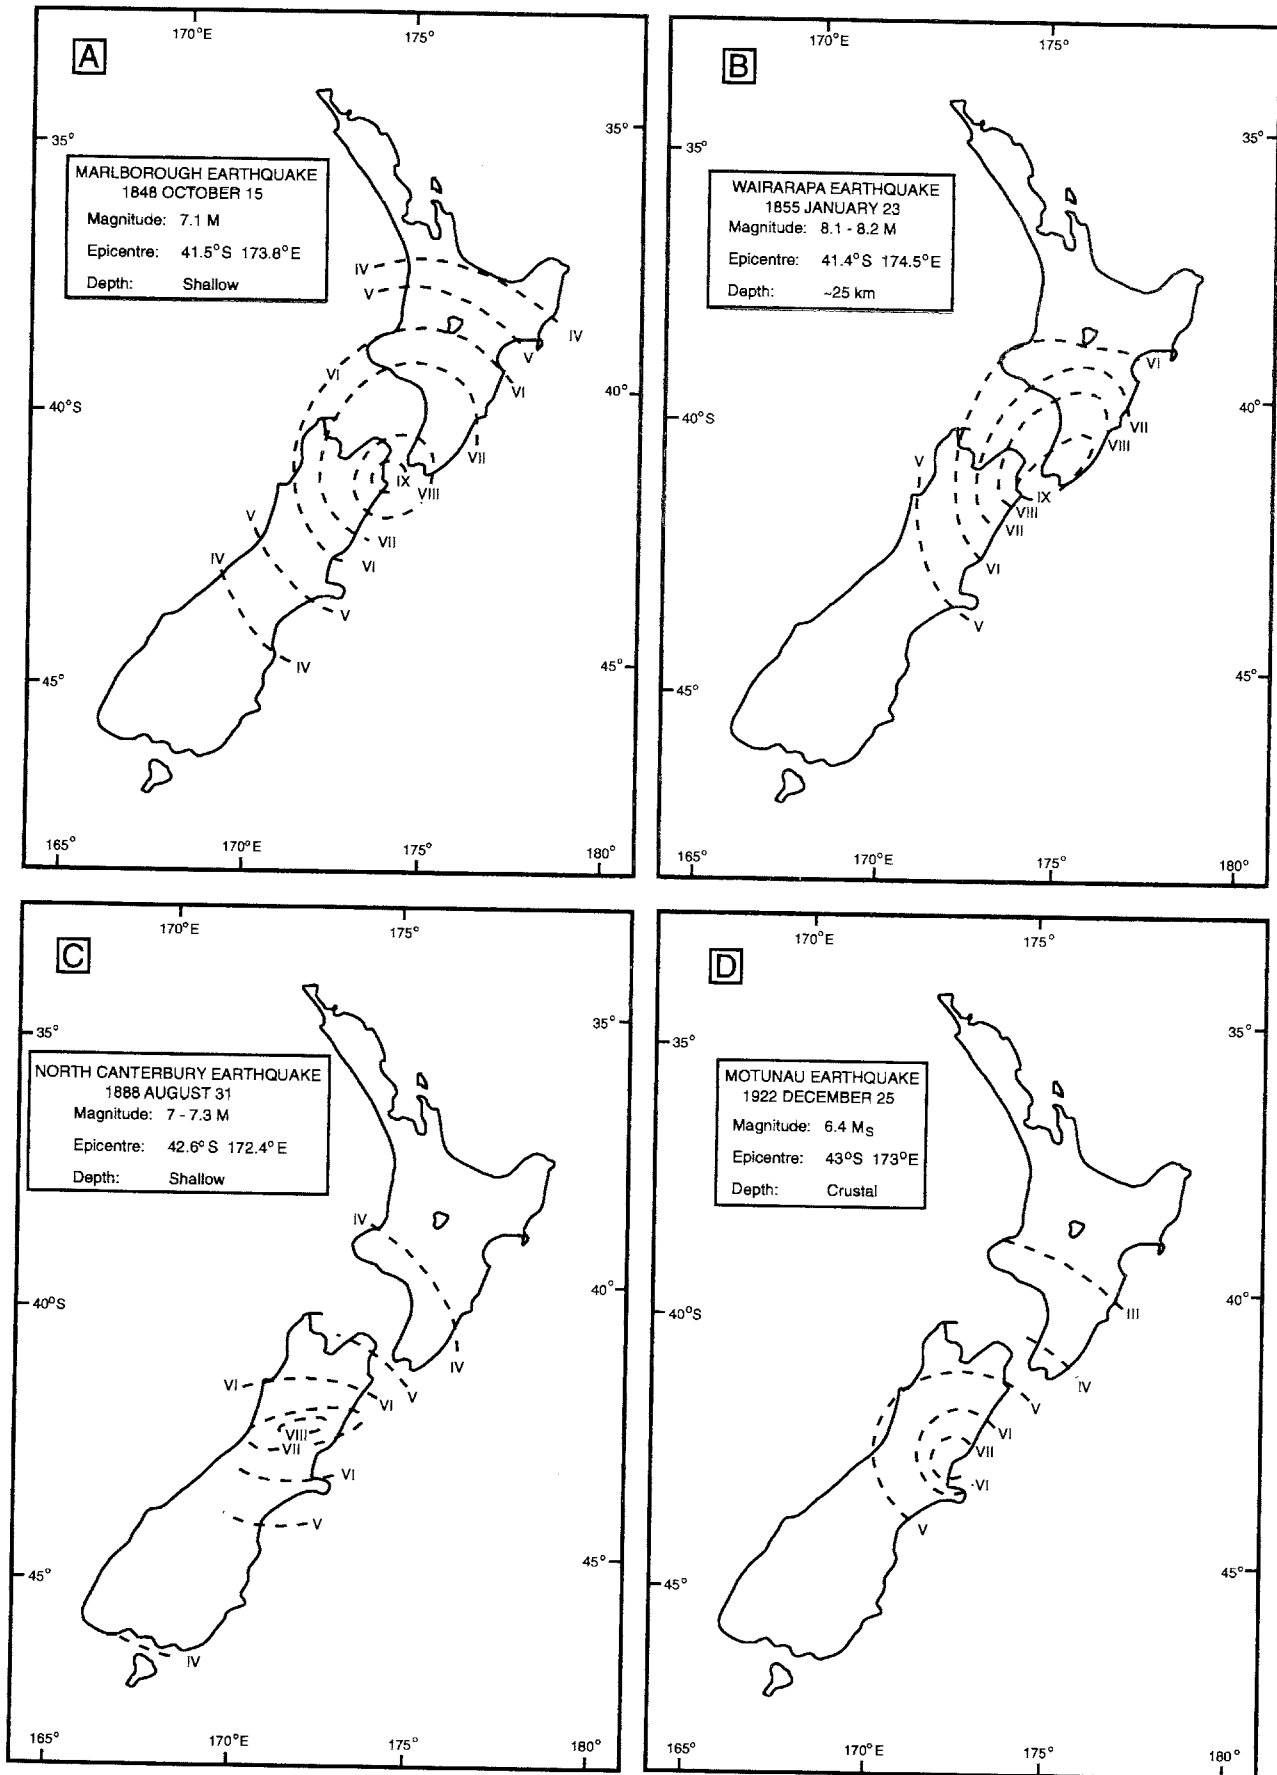 A
170°E
175°
35°
35°
MARLBOROUGH EARTHQUAKE
1848 OCTOBER 15
Magnitude: 7.1 M
Epicentre: 41.5°S 173.8°E
Depth: Shallow
IV
V
IV
V
VI
VI
40°S
40°
VII
IX
VIII
V
VII
IV
VI
V
IV
45°
45°
165°
170°E
175°
180°
B
170°E
175°
35°
35°
WAIRARAPA EARTHQUAKE
1855 JANUARY 23
Magnitude: 8.1 - 8.2 M
Epicentre: 41.4°S 174.5°E
Depth: ~25 km
VI
40°S
40°
VII
VIII
V
IX
VIII
VII
VI
V
45°
45°
165°
170°E
175°
180°
C
170°E
175°
35°
35°
NORTH CANTERBURY EARTHQUAKE
1888 AUGUST 31
Magnitude: 7 - 7.3 M
Epicentre: 42.6°S 172.4°E
Depth: Shallow
IV
40°S
40°
IV
VI
V
VI
VIII
VII
VI
V
45°
45°
IV
165°
170°E
175°
180°
D
170°E
175°
35°
35°
MOTUNAU EARTHQUAKE
1922 DECEMBER 25
Magnitude: 6.4 MS
Epicentre: 43°S 173°E
Depth: Crustal
40°S
40°
III
IV
V
VI
VII
VI
V
45°
45°
165°
170°E
175°
180°